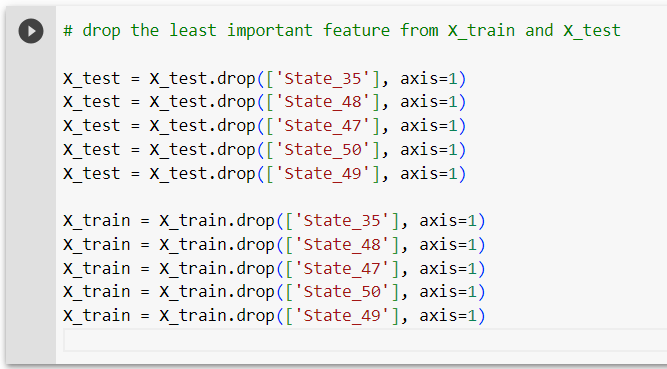 # drop the least important feature from X_train and X_test
X_test = X_test.drop(['State_35'], axis=1)
X_test = X_test.drop(['State_48'], axis=1)
X_test = X_test.drop(['State_47'], axis=1)
X_test = X_test.drop(['State_50'], axis=1)
X_test = X_test.drop(['State_49'], axis=1)
X_train = X_train.drop(['State_35'], axis=1)
X_train = X_train.drop(['State_48'], axis=1)
X_train = X_train.drop(['State_47'], axis=1)
X_train = X_train.drop(['State_50'], axis=1)
X_train = X_train.drop(['State_49'], axis=1)